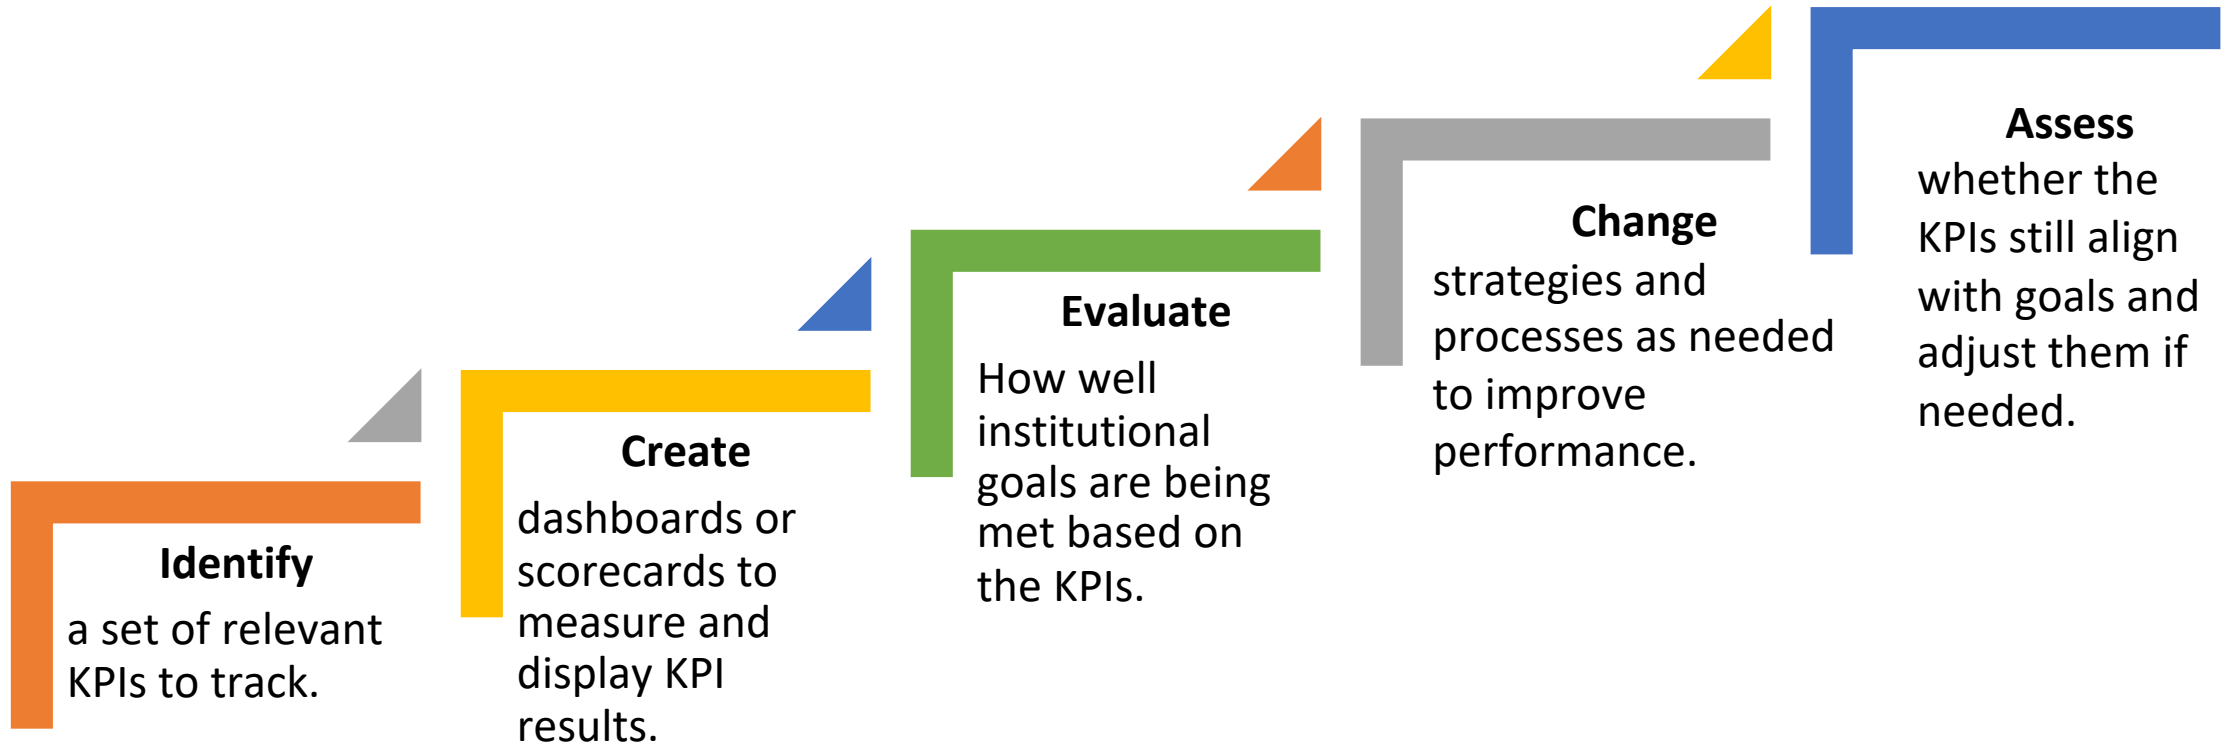 Identify
a set of relevant
KPIs to track.
Create
dashboards or
scorecards to
measure and
display KPI
results.
Evaluate
How well
institutional
goals are being
met based on
the KPIs.
Change
strategies and
processes as needed
to improve
performance.
Assess
whether the
KPIs still align
with goals and
adjust them if
needed.